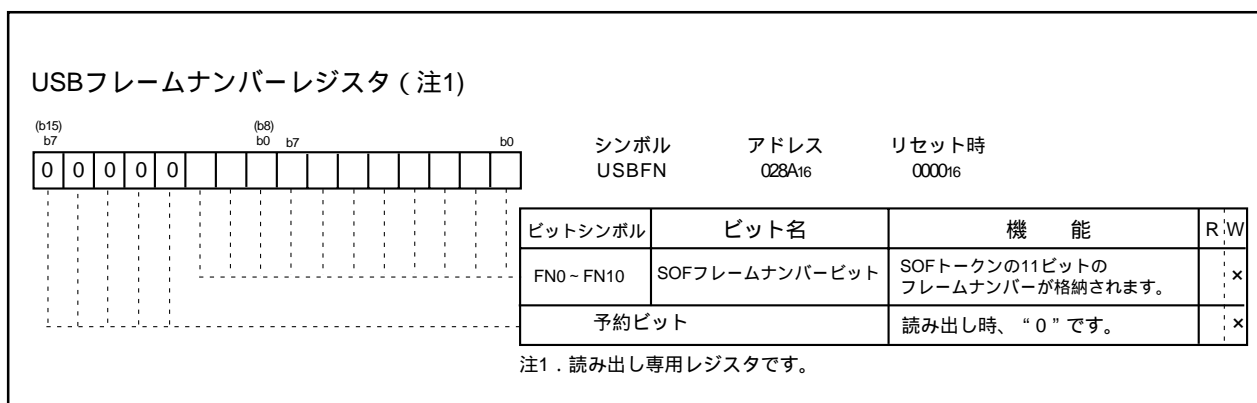 USBフレームナンバーレジスタ（注1)
(b15) (b8)
b7 b0 b7 b0
0 0 0 0 0
シンボル アドレス リセット時
USBFN 028A16 000016
ビットシンボル ビット名 機 能 R W
FN0～FN10 SOFフレームナンバービット SOFトークンの11ビットの
フレームナンバーが格納されます。 ×
予約ビット 読み出し時、“0”です。 ×
注1．読み出し専用レジスタです。